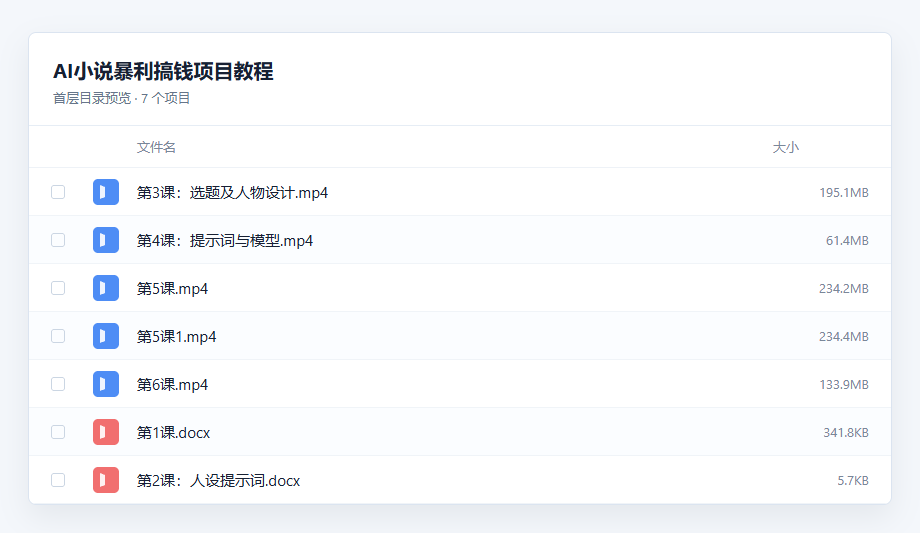 AI小说暴利搞钱项目教程
首层目录预览 · 7 个项目
文件名 大小
第3课：选题及人物设计.mp4 195.1MB
第4课：提示词与模型.mp4 61.4MB
第5课.mp4 234.2MB
第5课1.mp4 234.4MB
第6课.mp4 133.9MB
第1课.docx 341.8KB
第2课：人设提示词.docx 5.7KB